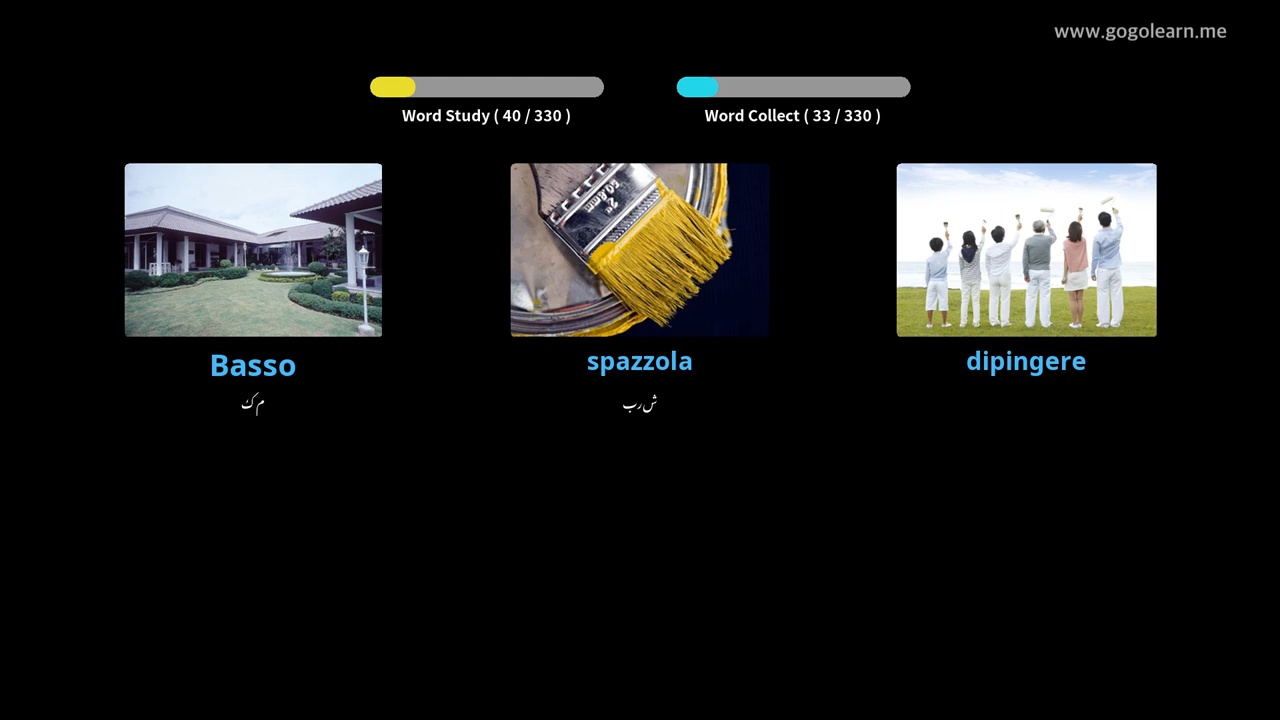 www.gogolearn.me
Word Study ( 40 / 330 )
Word Collect ( 33 / 330 )
Basso
spazzola
dipingere
کم
برش